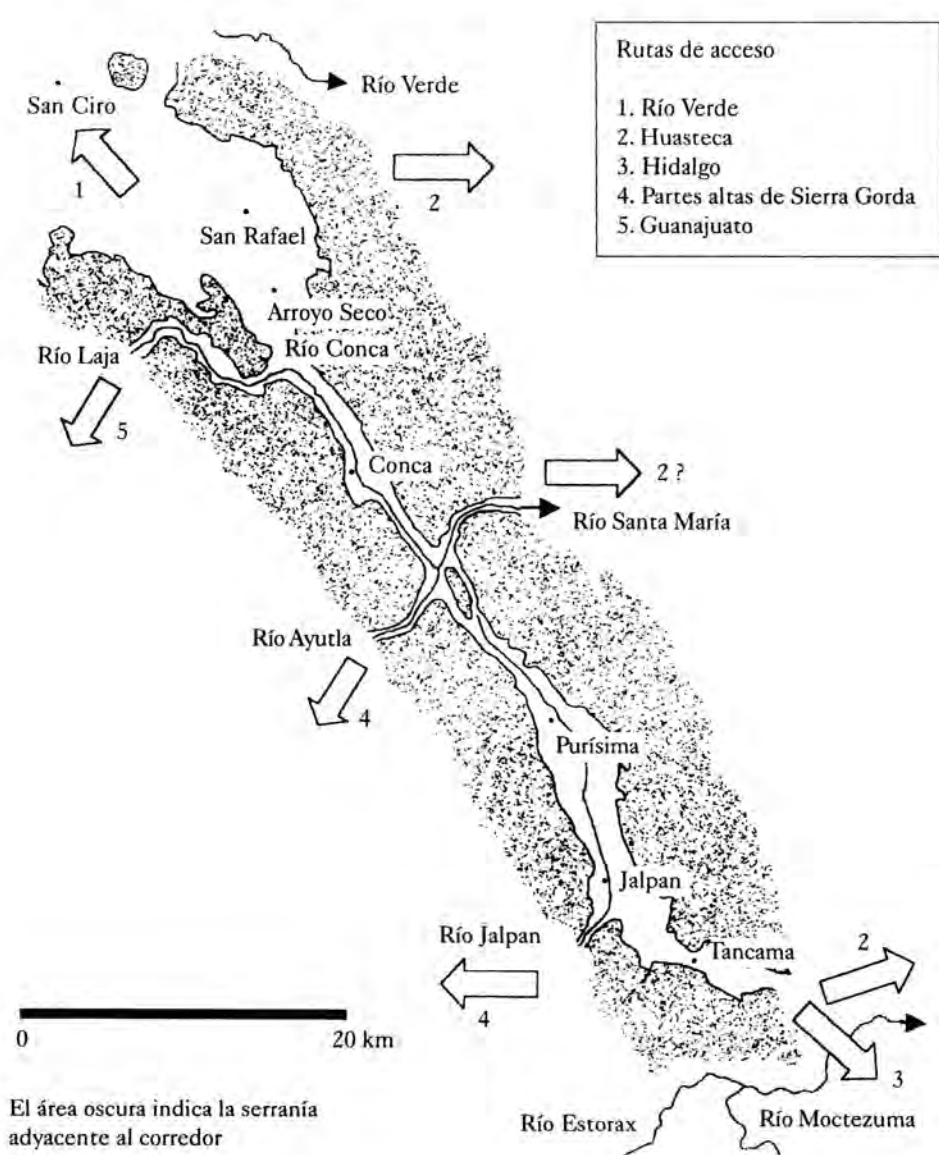 Rutas de acceso
1. Río Verde
2. Huasteca
3. Hidalgo
4. Partes altas de Sierra Gorda
5. Guanajuato
Río Verde
San Ciro
1
2
San Rafael
Arroyo Seco
Río Conca
Río Laja
5
Conca
2 ?
Río Santa María
Río Ayutla
4
Purísima
Jalpan
Río Jalpan
Tancama
2
4
0
20 km
3
El área oscura indica la serranía
adyacente al corredor
Río Estorax
Río Moctezuma